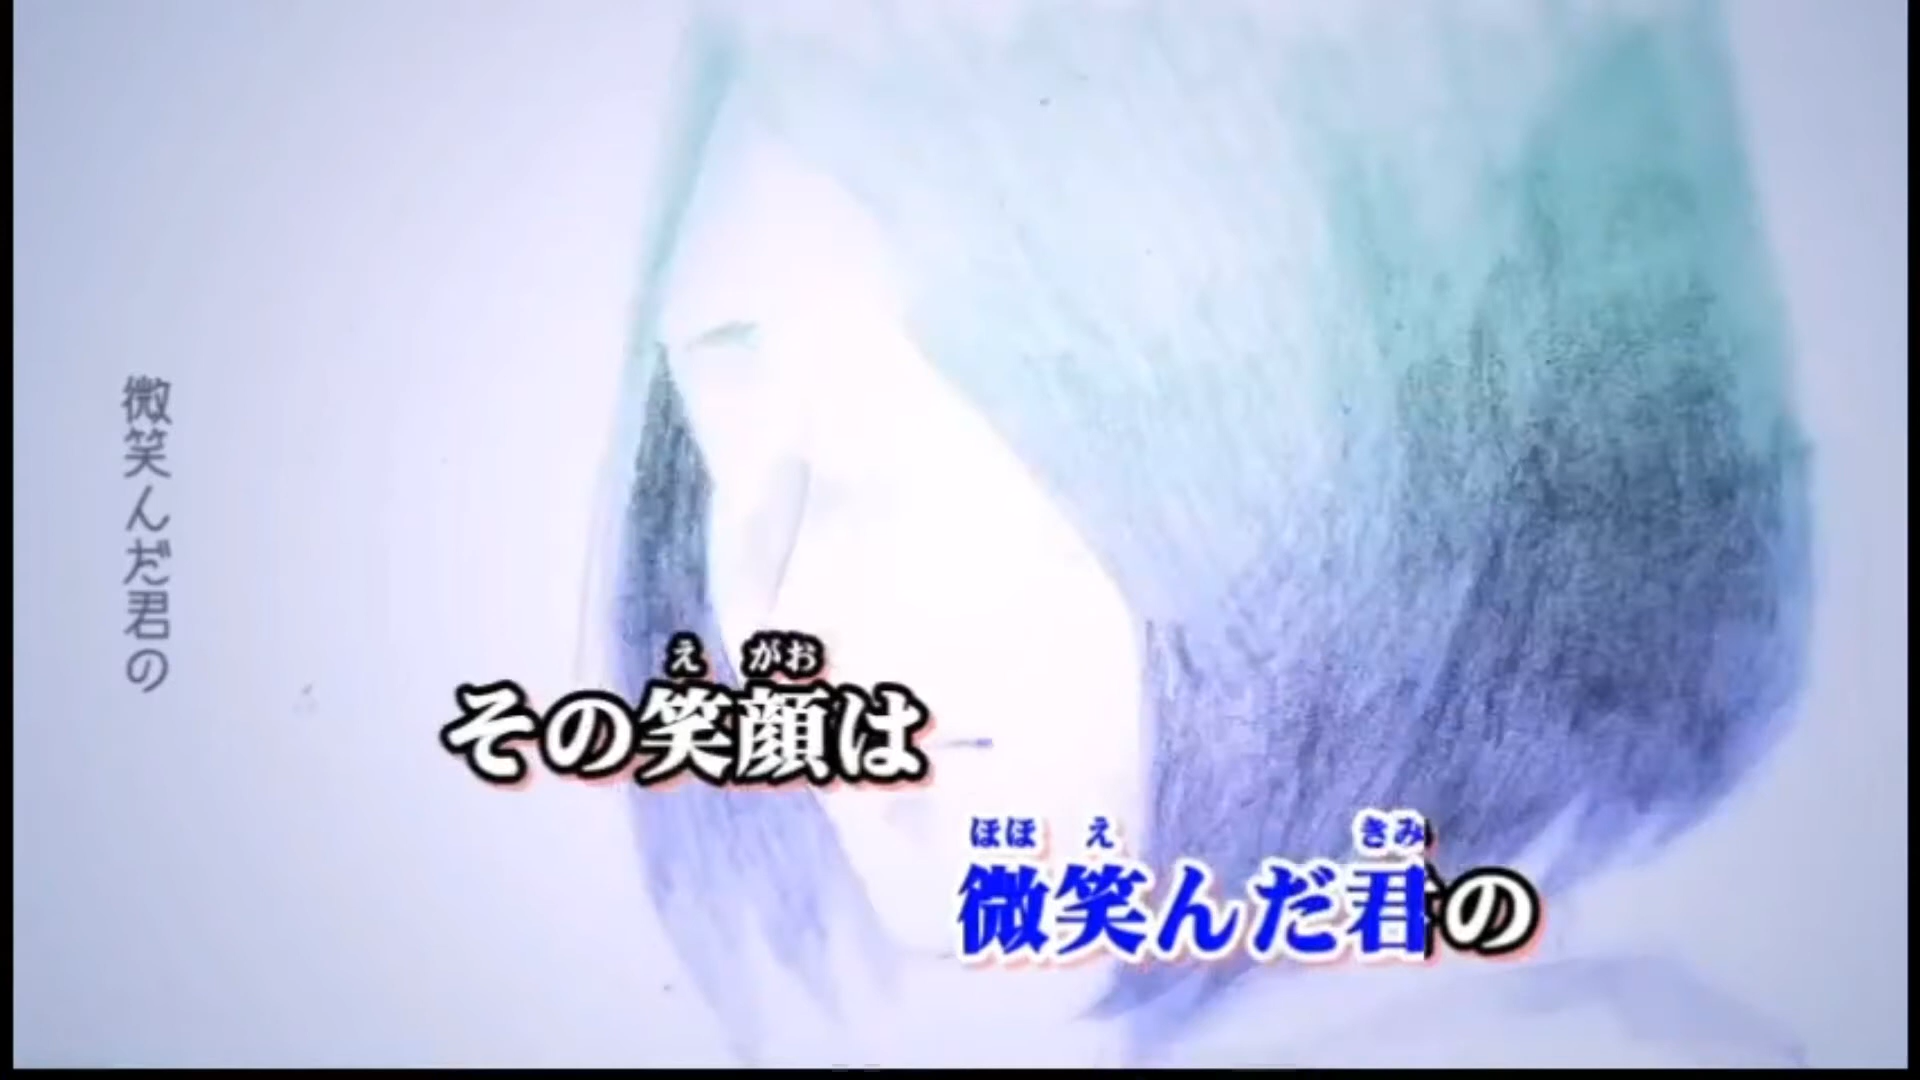 微笑んだ君の
え がお
その笑顔は
ほほ え きみ
微笑んだ君の